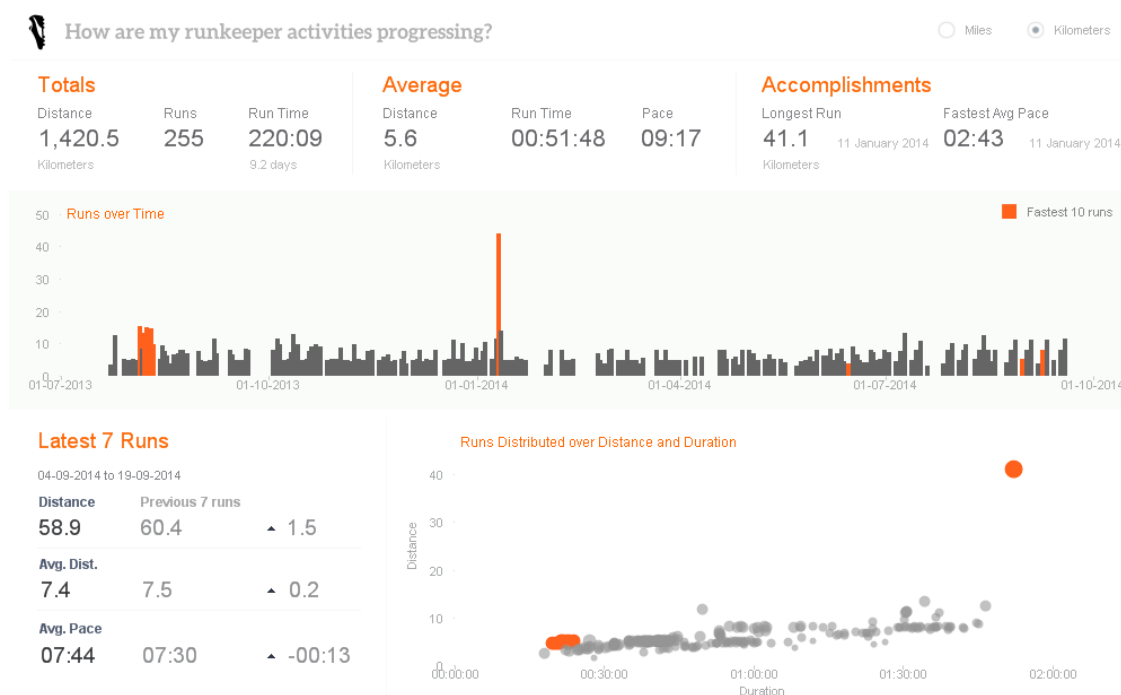 How are my runkeeper activities progressing?
Miles
Kilometers
Totals
Distance Runs Run Time
1,420.5 255 220:09
Kilometers 9.2 days
Average
Distance Run Time Pace
5.6 00:51:48 09:17
Kilometers
Accomplishments
Longest Run Fastest Avg Pace
41.1 11 January 2014 02:43 11 January 2014
Kilometers
Runs over Time
Fastest 10 runs
50
40
30
20
10
0
01-07-2013 01-10-2013 01-01-2014 01-04-2014 01-07-2014 01-10-2014
Latest 7 Runs
04-09-2014 to 19-09-2014
Distance Previous 7 runs
58.9 60.4 ▲ 1.5
Avg. Dist.
7.4 7.5 ▲ 0.2
Avg. Pace
07:44 07:30 ▲ -00:13
Runs Distributed over Distance and Duration
Distance
40
30
20
10
0
00:00:00 00:30:00 01:00:00 01:30:00 02:00:00
Duration